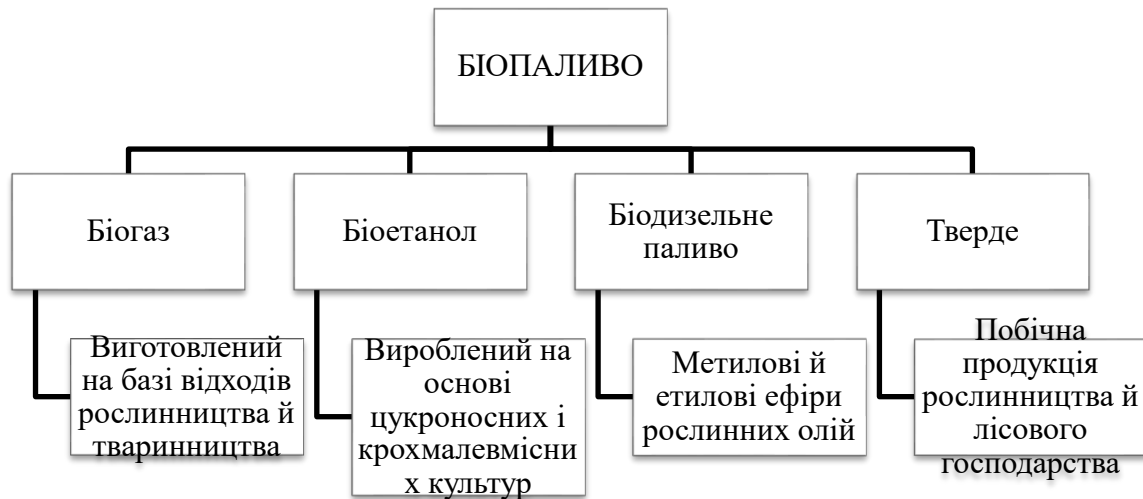 БІОПАЛИВО
Біогаз
Біоетанол
Біодизельне
паливо
Тверде
Виготовлений
на базі відходів
рослинництва й
тваринництва
Вироблений на
основі
цукроносних і
крохмалевмісни
х культур
Метилові й
етилові ефіри
рослинних олій
Побічна
продукція
рослинництва й
лісового
господарства